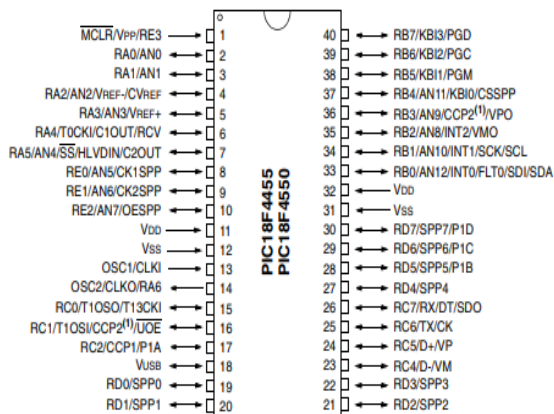 MCLR/VPP/RE3 1 40 RB7/KBI3/PGD
RA0/AN0 2 39 RB6/KBI2/PGC
RA1/AN1 3 38 RB5/KBI1/PGM
RA2/AN2/VREF-/CVREF 4 37 RB4/AN11/KBI0/CSSPP
RA3/AN3/VREF+ 5 36 RB3/AN9/CCP2(1)/VPO
RA4/T0CKI/C1OUT/RCV 6 35 RB2/AN8/INT2/VMO
RA5/AN4/SS/HLVDIN/C2OUT 7 34 RB1/AN10/INT1/SCK/SCL
RE0/AN5/CK1SPP 8 33 RB0/AN12/INT0/FLT0/SDI/SDA
RE1/AN6/CK2SPP 9 32 VDD
RE2/AN7/OESPP 10 31 VSS
VDD 11 30 RD7/SPP7/P1D
VSS 12 29 RD6/SPP6/P1C
OSC1/CLKI 13 28 RD5/SPP5/P1B
OSC2/CLKO/RA6 14 27 RD4/SPP4
RC0/T1OSO/T13CKI 15 26 RC7/RX/DT/SDO
RC1/T1OSI/CCP2(1)/UOE 16 25 RC6/TX/CK
RC2/CCP1/P1A 17 24 RC5/D+/VP
VUSB 18 23 RC4/D-/VM
RD0/SPP0 19 22 RD3/SPP3
RD1/SPP1 20 21 RD2/SPP2
PIC18F4455
PIC18F4550